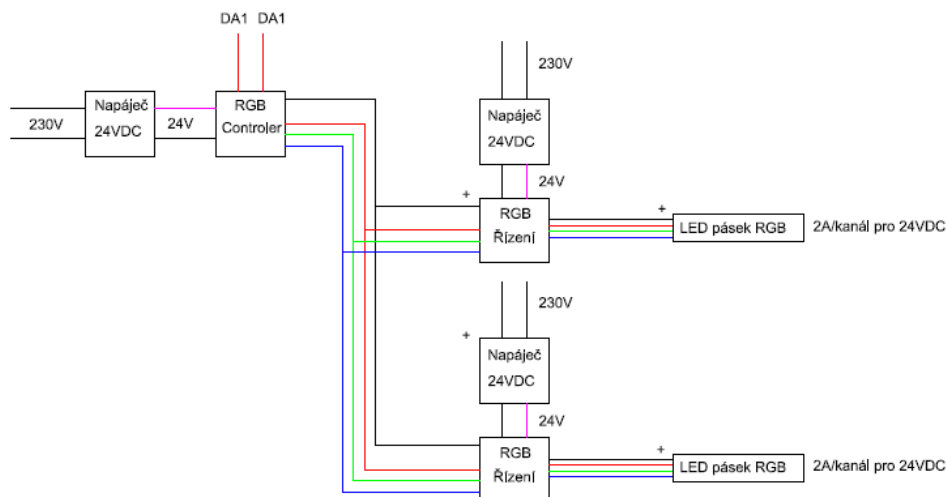 DA1 DA1
230V
Napáječ
24VDC
24V
RGB
Controler
230V
Napáječ
24VDC
24V
+
RGB
Řízení
+
LED pásek RGB
2A/kanál pro 24VDC
230V
+
Napáječ
24VDC
24V
RGB
Řízení
+
LED pásek RGB
2A/kanál pro 24VDC